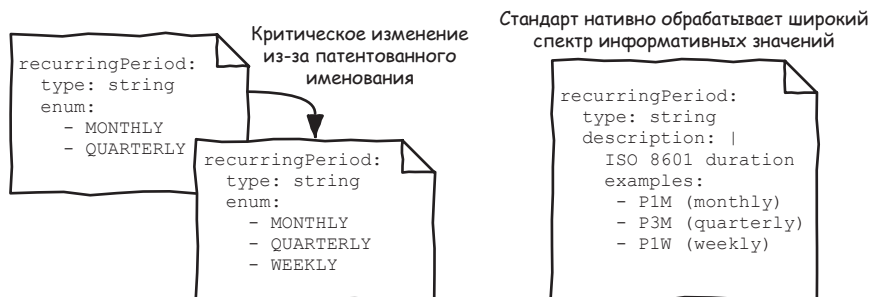 Критическое изменение
из-за патентованного
именования
recurringPeriod:
type: string
enum:
- MONTHLY
- QUARTERLY
recurringPeriod:
type: string
enum:
- MONTHLY
- QUARTERLY
- WEEKLY
Стандарт нативно обрабатывает широкий
спектр информативных значений
recurringPeriod:
type: string
description: |
ISO 8601 duration
examples:
- P1M (monthly)
- P3M (quarterly)
- P1W (weekly)